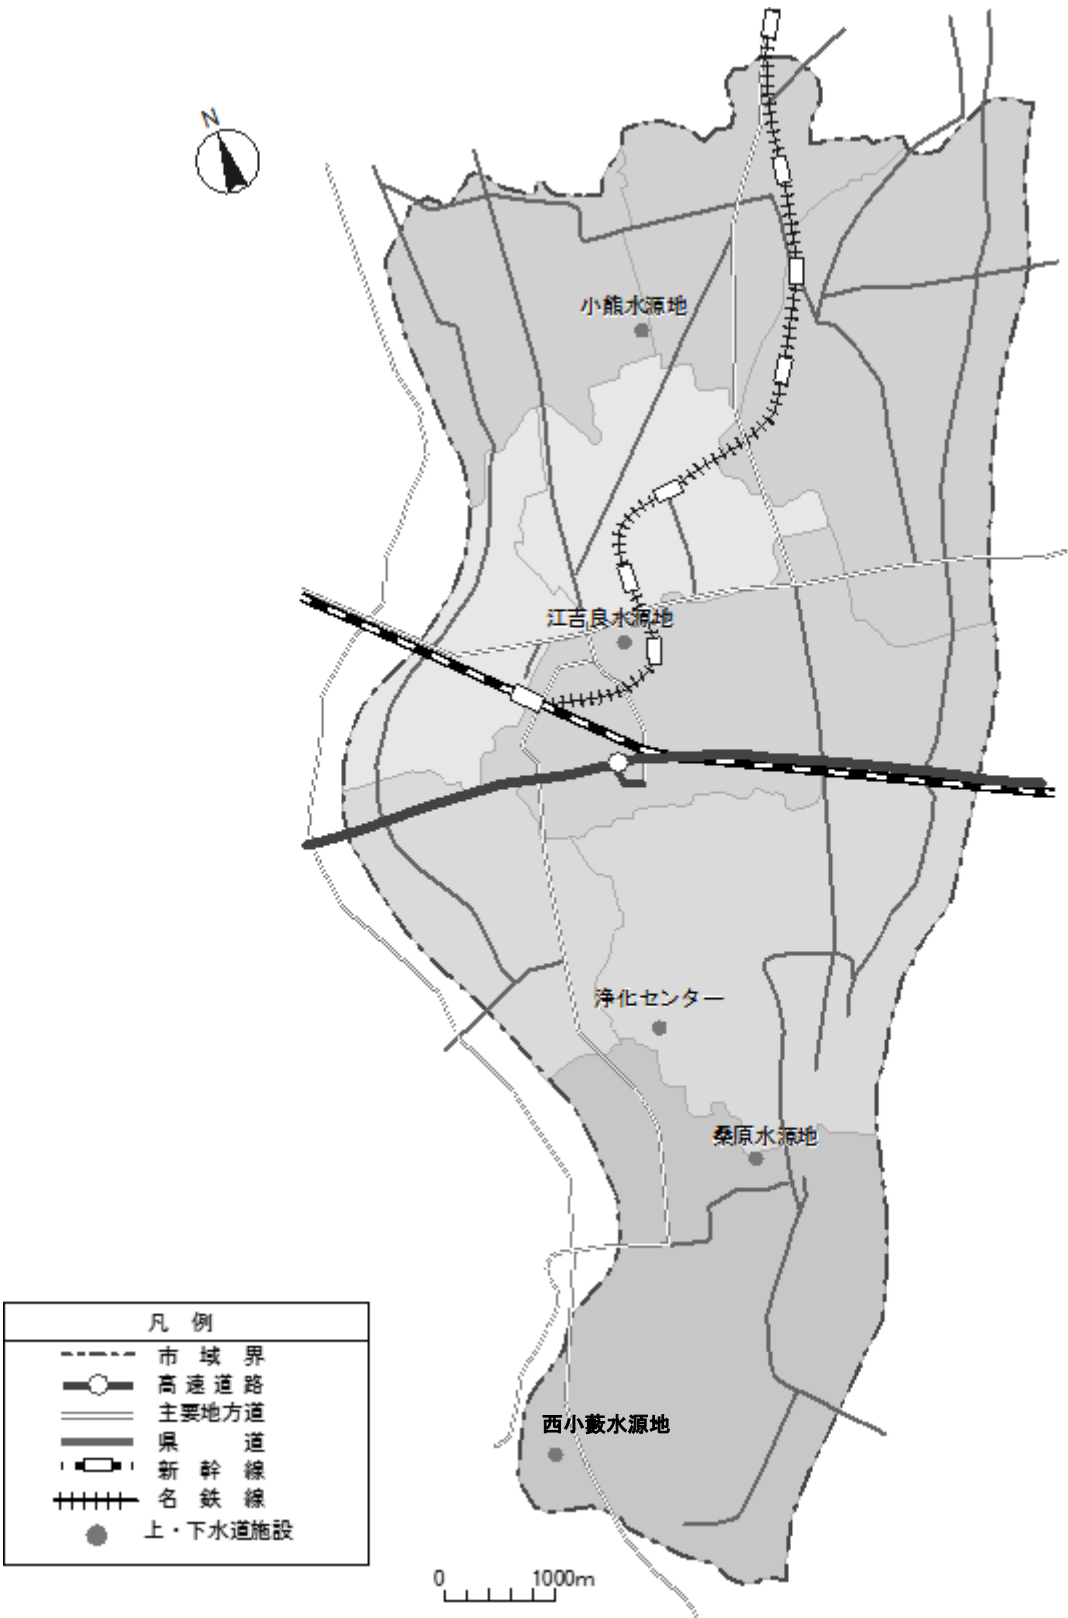 N
小熊水源地
江吉良水源地
浄化センター
桑原水源地
西小薮水源地
凡 例
市 域 界
高 速 道 路
主要地方道
県 道
新 幹 線
名 鉄 線
上・下水道施設
0 1000m